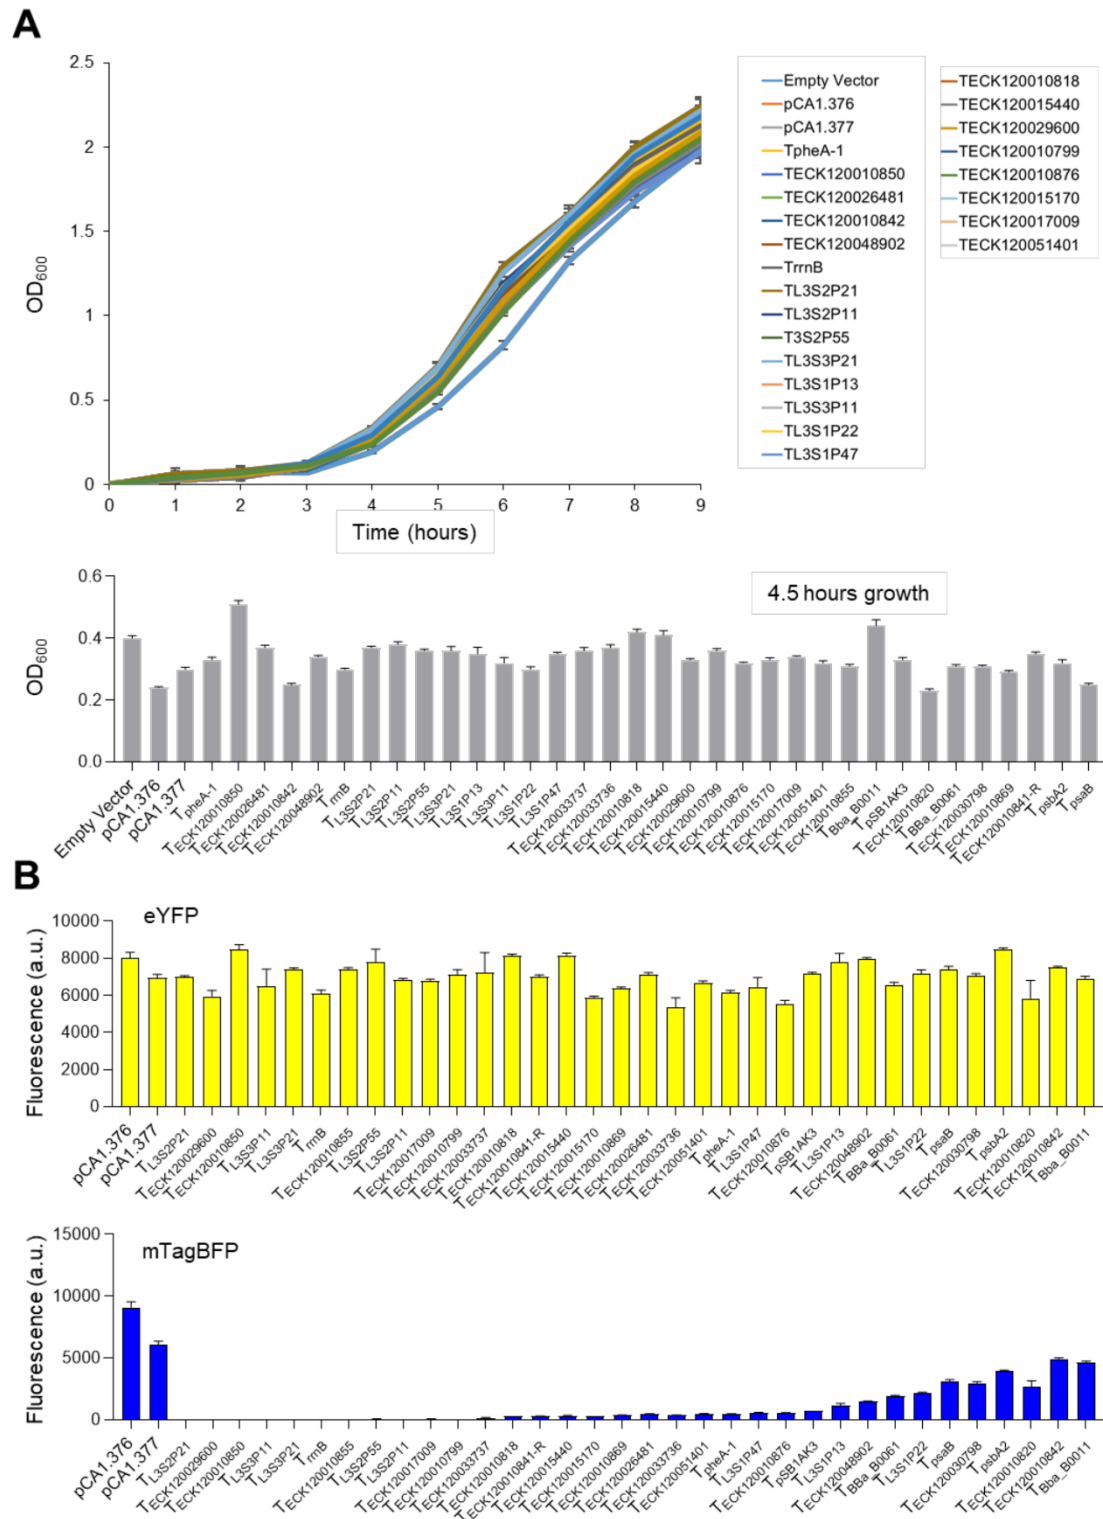 A
2.5
2
1.5
1
0.5
0
OD600
0 1 2 3 4 5 6 7 8 9
Time (hours)
Empty Vector
pCA1.376
pCA1.377
TpheA-1
TECK120010850
TECK120026481
TECK120010842
TECK120048902
TrrnB
TL3S2P21
TL3S2P11
T3S2P55
TL3S3P21
TL3S1P13
TL3S3P11
TL3S1P22
TL3S1P47
TECK120010818
TECK120015440
TECK120029600
TECK120010799
TECK120010876
TECK120015170
TECK120017009
TECK120051401
0.6
0.4
0.2
0.0
OD600
4.5 hours growth
Empty Vector
pCA1.376
pCA1.377
TpheA-1
TECK120010850
TECK120026481
TECK120010842
TECK120048902
TrrnB
TL3S2P21
TL3S2P11
TL3S2P55
TL3S3P21
TL3S1P13
TL3S3P11
TL3S1P22
TL3S1P47
TECK120033737
TECK120033736
TECK120010818
TECK120015440
TECK120029600
TECK120010799
TECK120010876
TECK120015170
TECK120017009
TECK120051401
TECK120010855
TBba_B0011
TpSB1AK3
TECK120010820
TBBa_B0061
TECK120030798
TECK120010869
TECK120010841-R
TpsbA2
TpsaB
B
eYFP
10000
8000
6000
4000
2000
0
Fluorescence (a.u.)
pCA1.376
pCA1.377
TL3S2P21
TECK120029600
TECK120010850
TL3S3P11
TL3S3P21
TrrnB
TECK120010855
TL3S2P55
TL3S2P11
TECK120017009
TECK120010799
TECK120033737
TECK120010818
TECK120010841-R
TECK120015440
TECK120015170
TECK120010869
TECK120026481
TECK120033736
TECK120051401
TpheA-1
TL3S1P47
TECK120010876
TpSB1AK3
TL3S1P13
TECK120048902
TBBa_B0061
TL3S1P22
TpsaB
TECK120030798
TpsbA2
TECK120010820
TECK120010842
TBba_B0011
mTagBFP
15000
10000
5000
0
Fluorescence (a.u.)
pCA1.376
pCA1.377
TL3S2P21
TECK120029600
TECK120010850
TL3S3P11
TL3S3P21
TrrnB
TECK120010855
TL3S2P55
TL3S2P11
TECK120017009
TECK120010799
TECK120033737
TECK120010818
TECK120010841-R
TECK120015440
TECK120015170
TECK120010869
TECK120026481
TECK120033736
TECK120051401
TpheA-1
TL3S1P47
TECK120010876
TpSB1AK3
TL3S1P13
TECK120048902
TBBa_B0061
TL3S1P22
TpsaB
TECK120030798
TpsbA2
TECK120010820
TECK120010842
TBba_B0011